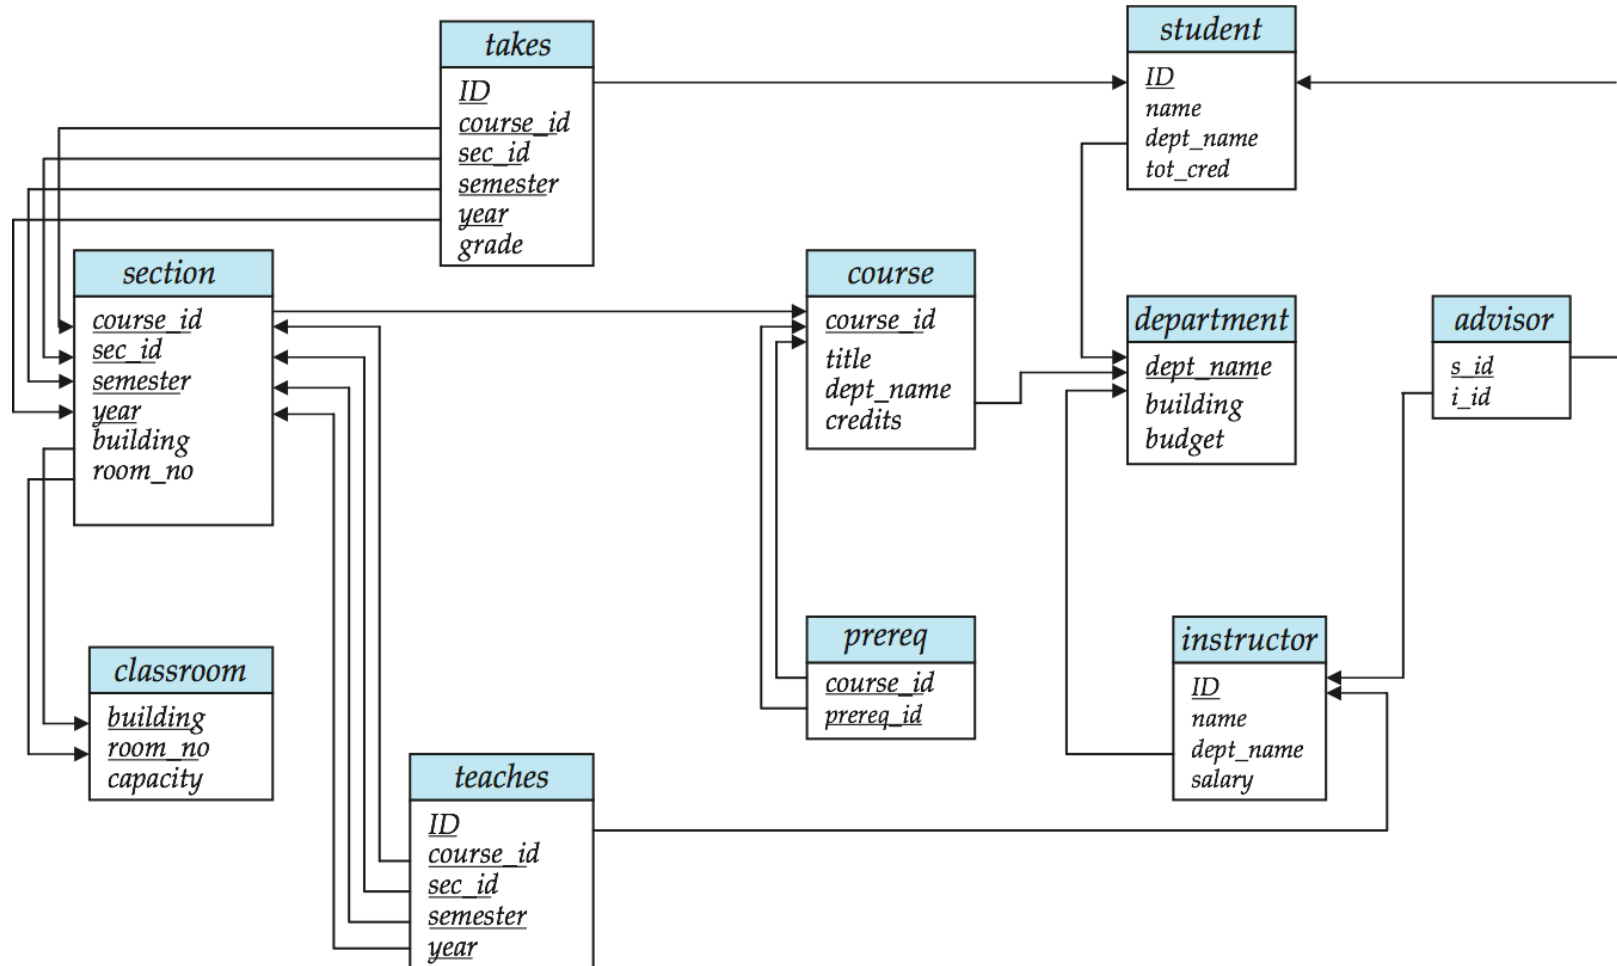 takes
ID
course_id
sec_id
semester
year
grade
student
ID
name
dept_name
tot_cred
section
course_id
sec_id
semester
year
building
room_no
course
course_id
title
dept_name
credits
department
dept_name
building
budget
advisor
s_id
i_id
classroom
building
room_no
capacity
prereq
course_id
prereq_id
instructor
ID
name
dept_name
salary
teaches
ID
course_id
sec_id
semester
year